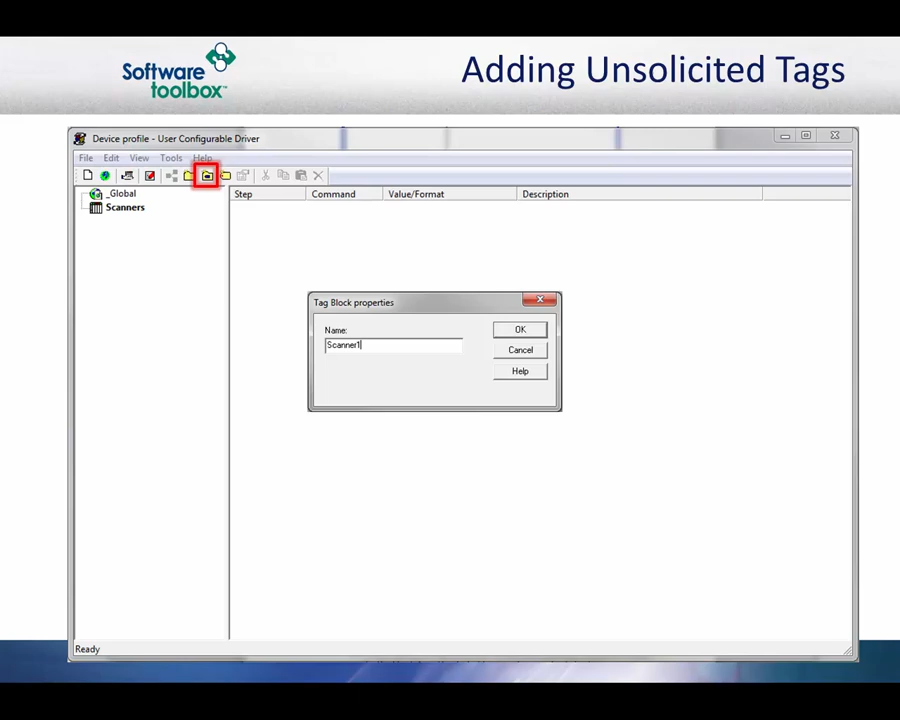 Software
toolbox™
Adding Unsolicited Tags
Device profile - User Configurable Driver
File Edit View Tools Help
_Global
Scanners
Step Command Value/Format Description
Tag Block properties
Name:
Scanner1
OK
Cancel
Help
Ready